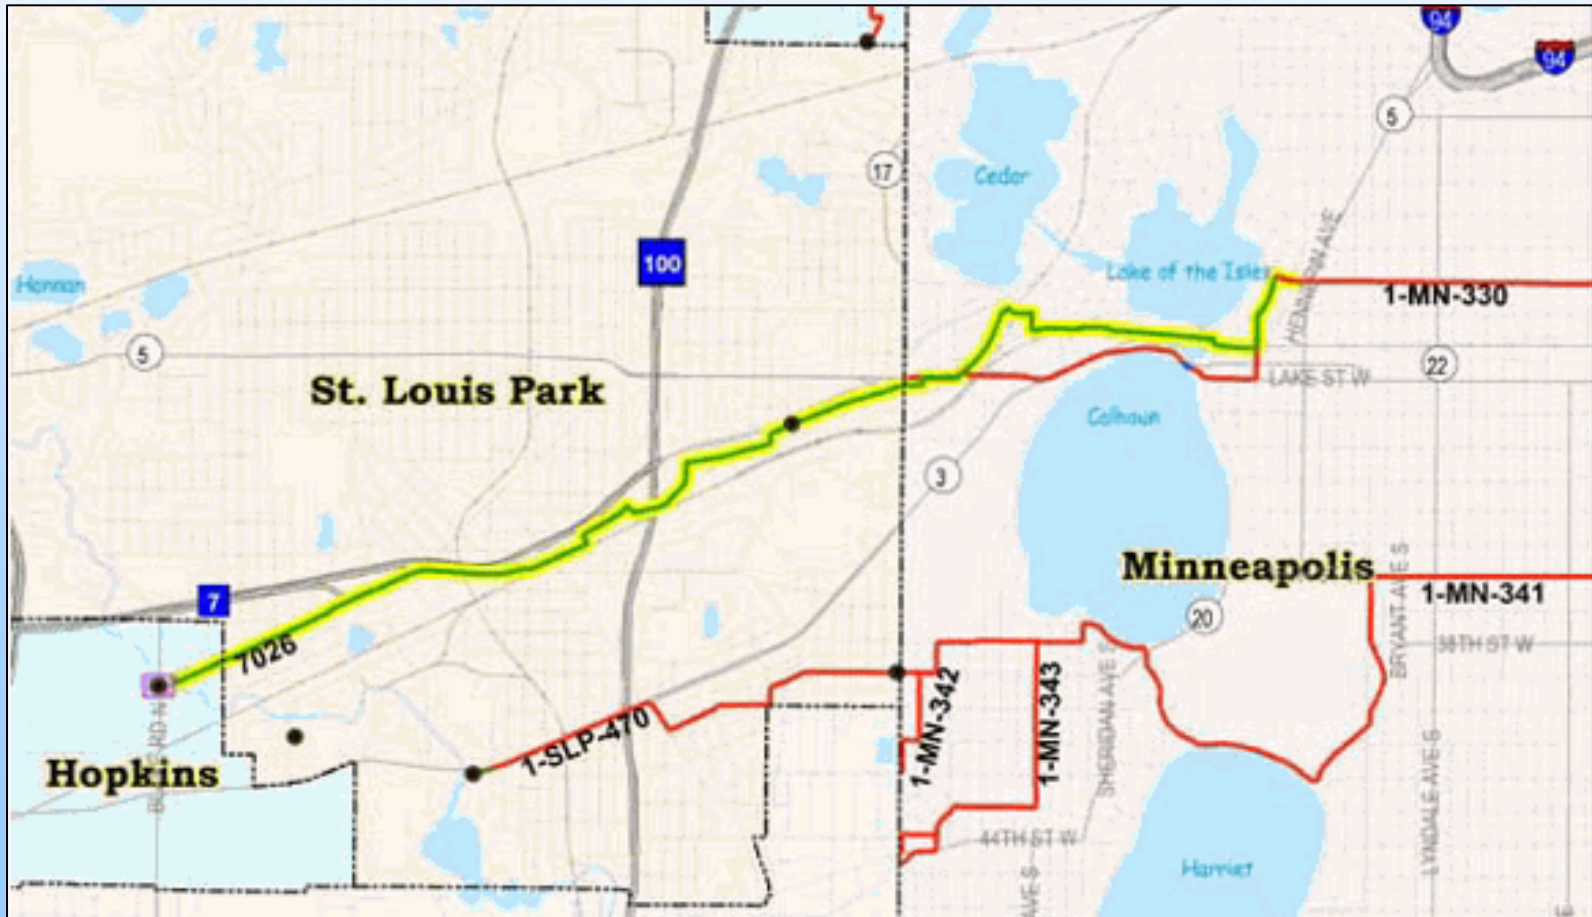 94
94
5
17
Cedar
100
Hannan
Lake of the Isles
HENNEPIN AVE
1-MN-330
5
22
St. Louis Park
LAKE ST W
Calhoun
3
Minneapolis
BRYANT AVE S
1-MN-341
7
20
38TH ST W
7026
1-MN-342
1-MN-343
SHERIDAN AVE S
1-SLP-470
Hopkins
LYNDALE AVE S
44TH ST W
Harriet
AVE S